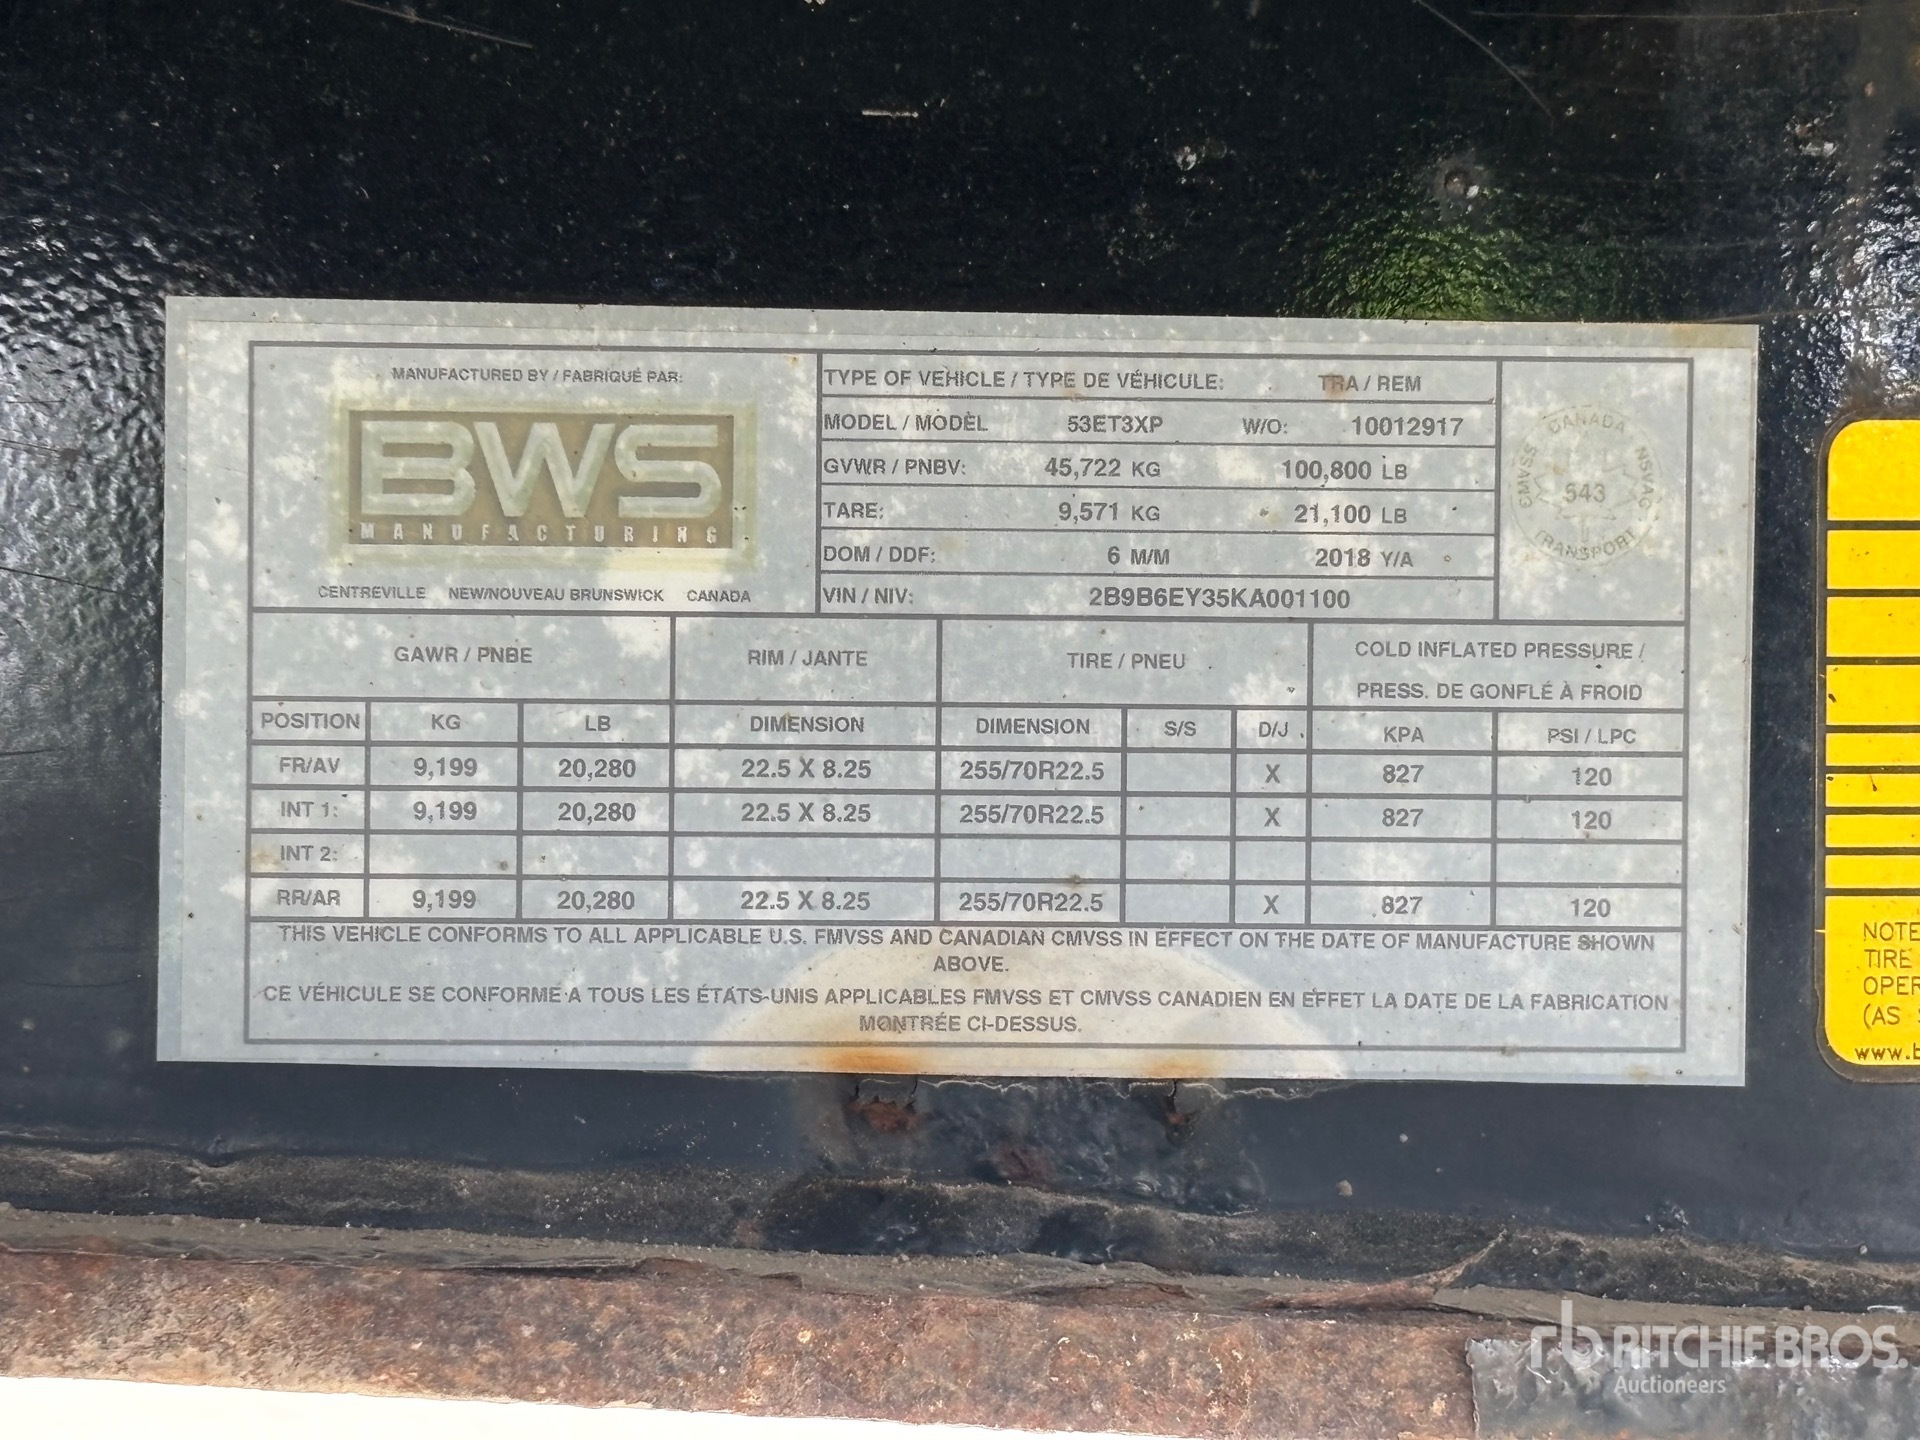 MANUFACTURED BY / FABRIQUÉ PAR:
BWS
MANUFACTURING
CENTREVILLE NEW/NOUVEAU BRUNSWICK CANADA
TYPE OF VEHICLE / TYPE DE VÉHICULE: TRA / REM
MODEL / MODÈL 53ET3XP W/O: 10012917
GVWR / PNBV: 45,722 KG 100,800 LB
TARE: 9,571 KG 21,100 LB
DOM / DDF: 6 M/M 2018 Y/A
VIN / NIV: 2B9B6EY35KA001100
CANADA
CMVSS NSVAC
543
TRANSPORT
GAWR / PNBE RIM / JANTE TIRE / PNEU COLD INFLATED PRESSURE /
PRESS. DE GONFLÉ À FROID
POSITION KG LB DIMENSION DIMENSION S/S D/J KPA PSI / LPC
FR/AV 9,199 20,280 22.5 X 8.25 255/70R22.5 X 827 120
INT 1: 9,199 20,280 22.5 X 8.25 255/70R22.5 X 827 120
INT 2:
RR/AR 9,199 20,280 22.5 X 8.25 255/70R22.5 X 827 120
THIS VEHICLE CONFORMS TO ALL APPLICABLE U.S. FMVSS AND CANADIAN CMVSS IN EFFECT ON THE DATE OF MANUFACTURE SHOWN
ABOVE.
CE VÉHICULE SE CONFORME A TOUS LES ÉTATS-UNIS APPLICABLES FMVSS ET CMVSS CANADIEN EN EFFET LA DATE DE LA FABRICATION
MONTRÉE CI-DESSUS.
NOTE
TIRE
OPER
(AS
www.b
rb RITCHIE BROS.
Auctioneers